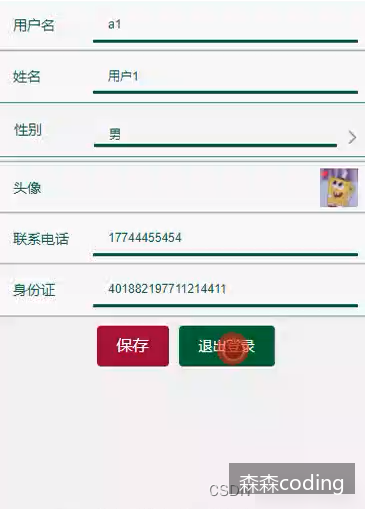 用户名 a1
姓名 用户1
性别 男
头像
联系电话 17744455454
身份证 401882197711214411
保存 退出登录
CSDN
森森coding